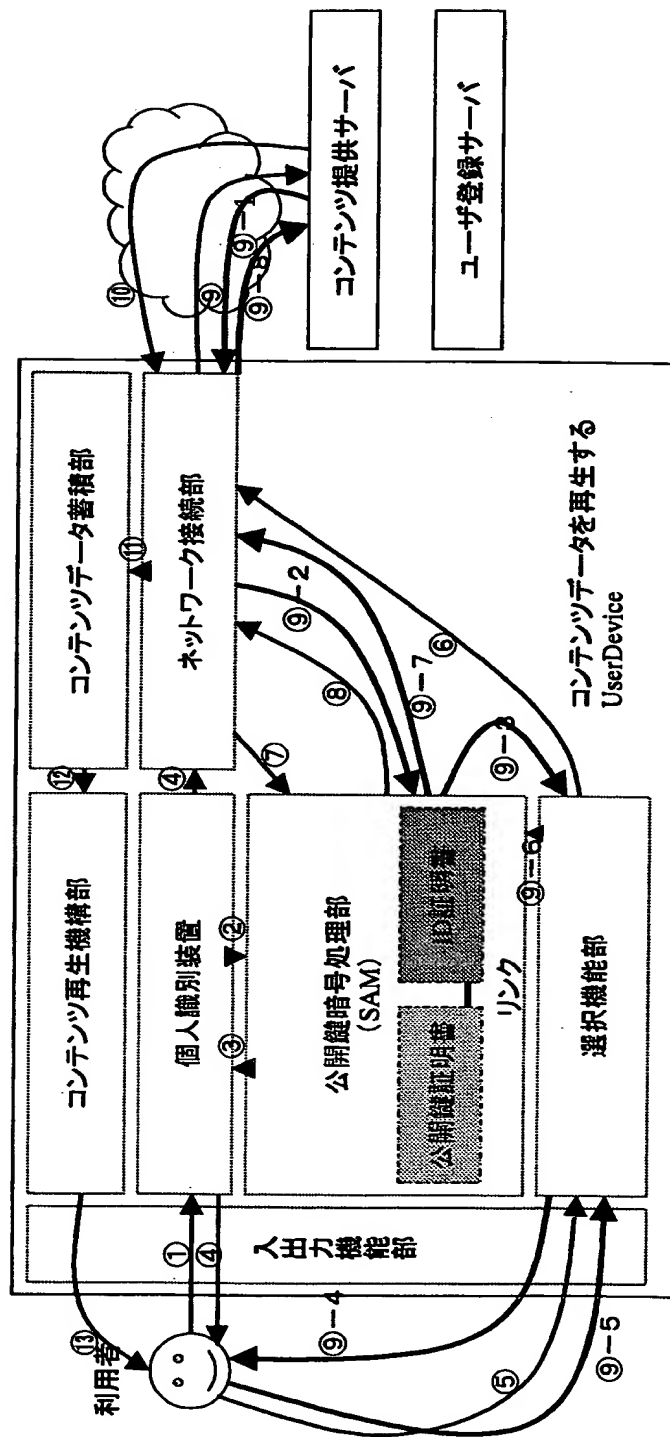 利用者
⑬
①
④
⑨-4
⑤
⑨-5
入出力機能部
コンテンツ再生機構部
⑫
コンテンツデータ蓄積部
⑪
個人識別装置
④
ネットワーク接続部
②
③
公開鍵暗号処理部
(SAM)
公開鍵証明書
ID証明書
リンク
⑦
⑧
⑨-2
⑨-7
⑥
⑨-3
⑨-6
選択機能部
コンテンツデータを再生する
UserDevice
⑩
⑨
⑨-1
⑨-8
コンテンツ提供サーバ
ユーザ登録サーバ